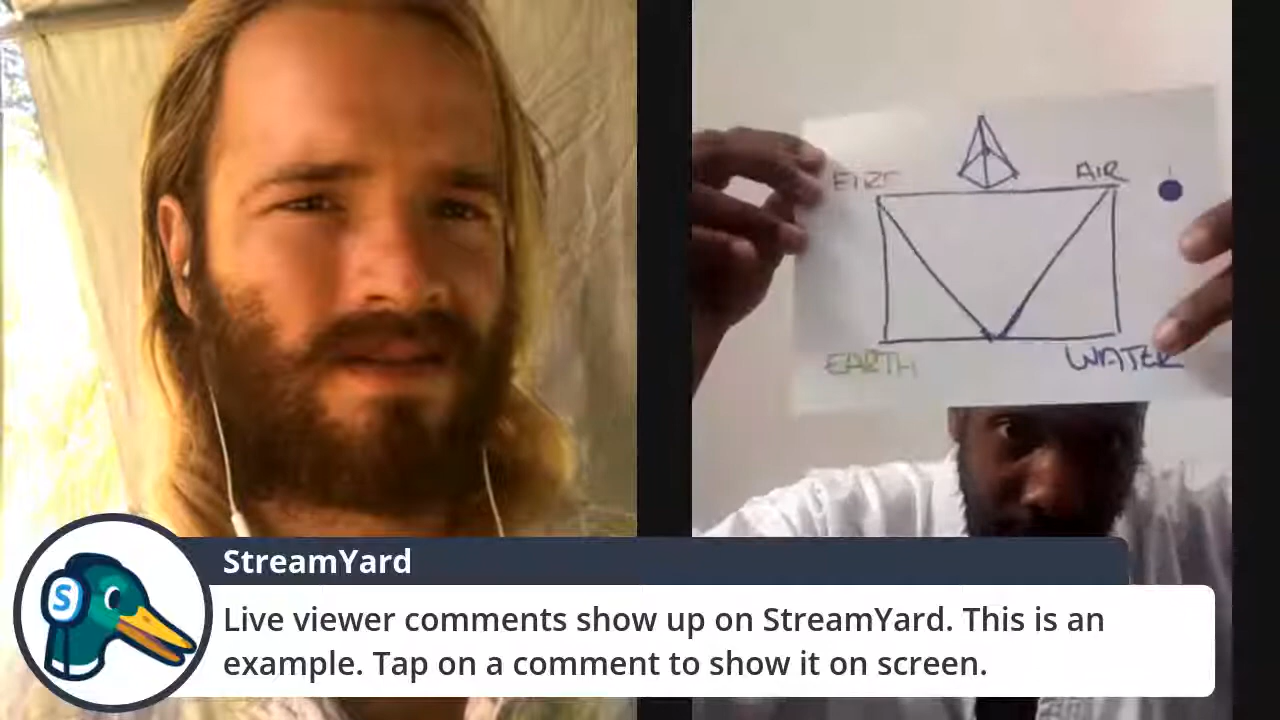 FIRE
AIR
EARTH
WATER
S
StreamYard
Live viewer comments show up on StreamYard. This is an
example. Tap on a comment to show it on screen.